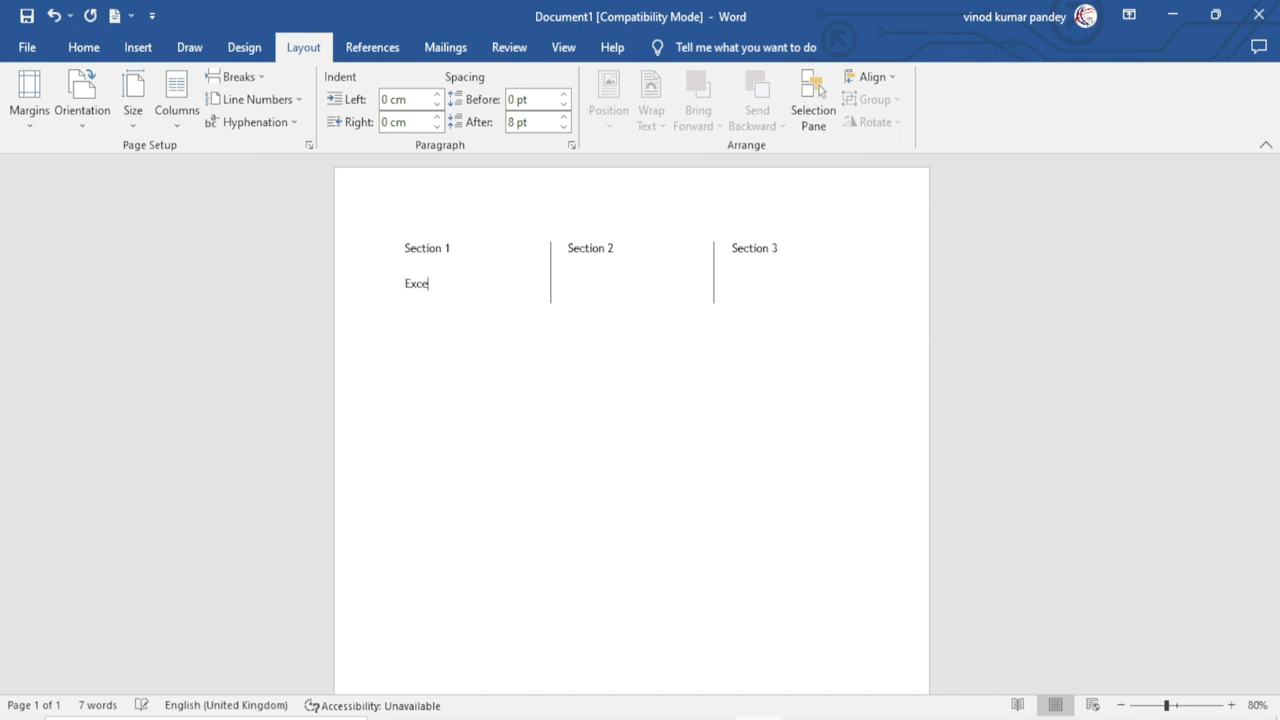 Document1 [Compatibility Mode] - Word
vinod kumar pandey
File Home Insert Draw Design Layout References Mailings Review View Help Tell me what you want to do
Margins
Orientation
Size
Columns
Breaks
Line Numbers
Hyphenation
Page Setup
Indent
Left: 0 cm
Right: 0 cm
Spacing
Before: 0 pt
After: 8 pt
Paragraph
Position
Wrap
Text
Bring
Forward
Send
Backward
Selection
Pane
Align
Group
Rotate
Arrange
Section 1
Exce
Section 2
Section 3
Page 1 of 1 7 words English (United Kingdom) Accessibility: Unavailable 80%